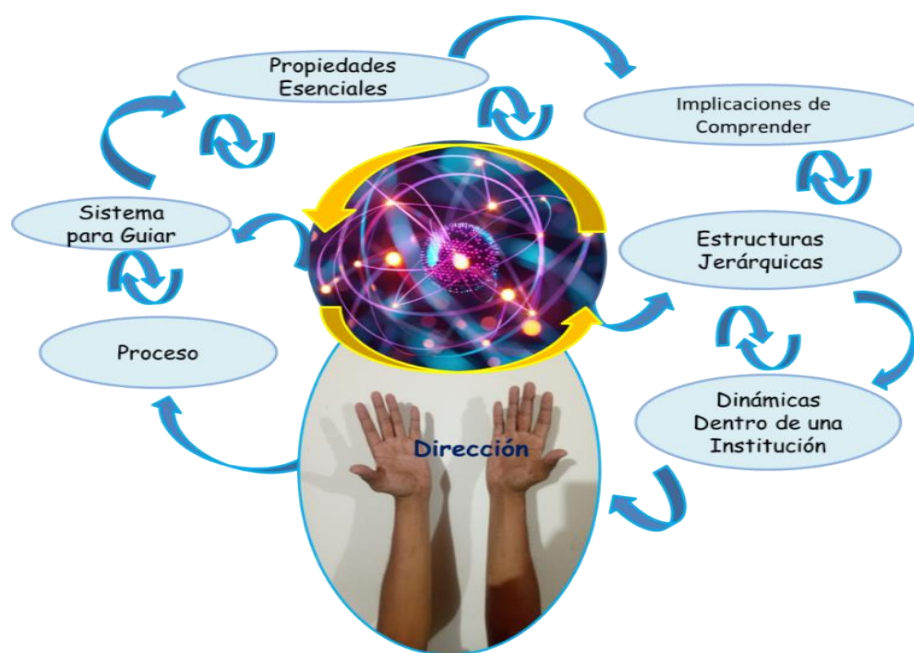 Propiedades
Esenciales
Implicaciones de
Comprender
Sistema
para Guiar
Estructuras
Jerárquicas
Proceso
Dinámicas
Dentro de una
Institución
Dirección